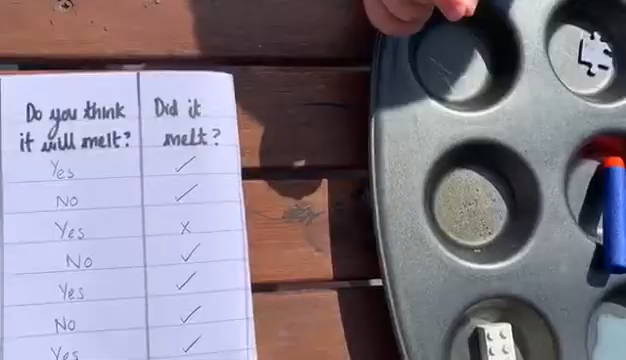 Do you think it will melt? Did it melt?
Yes ✓
No ✓
Yes x
No ✓
Yes ✓
No ✓
Yes ✓